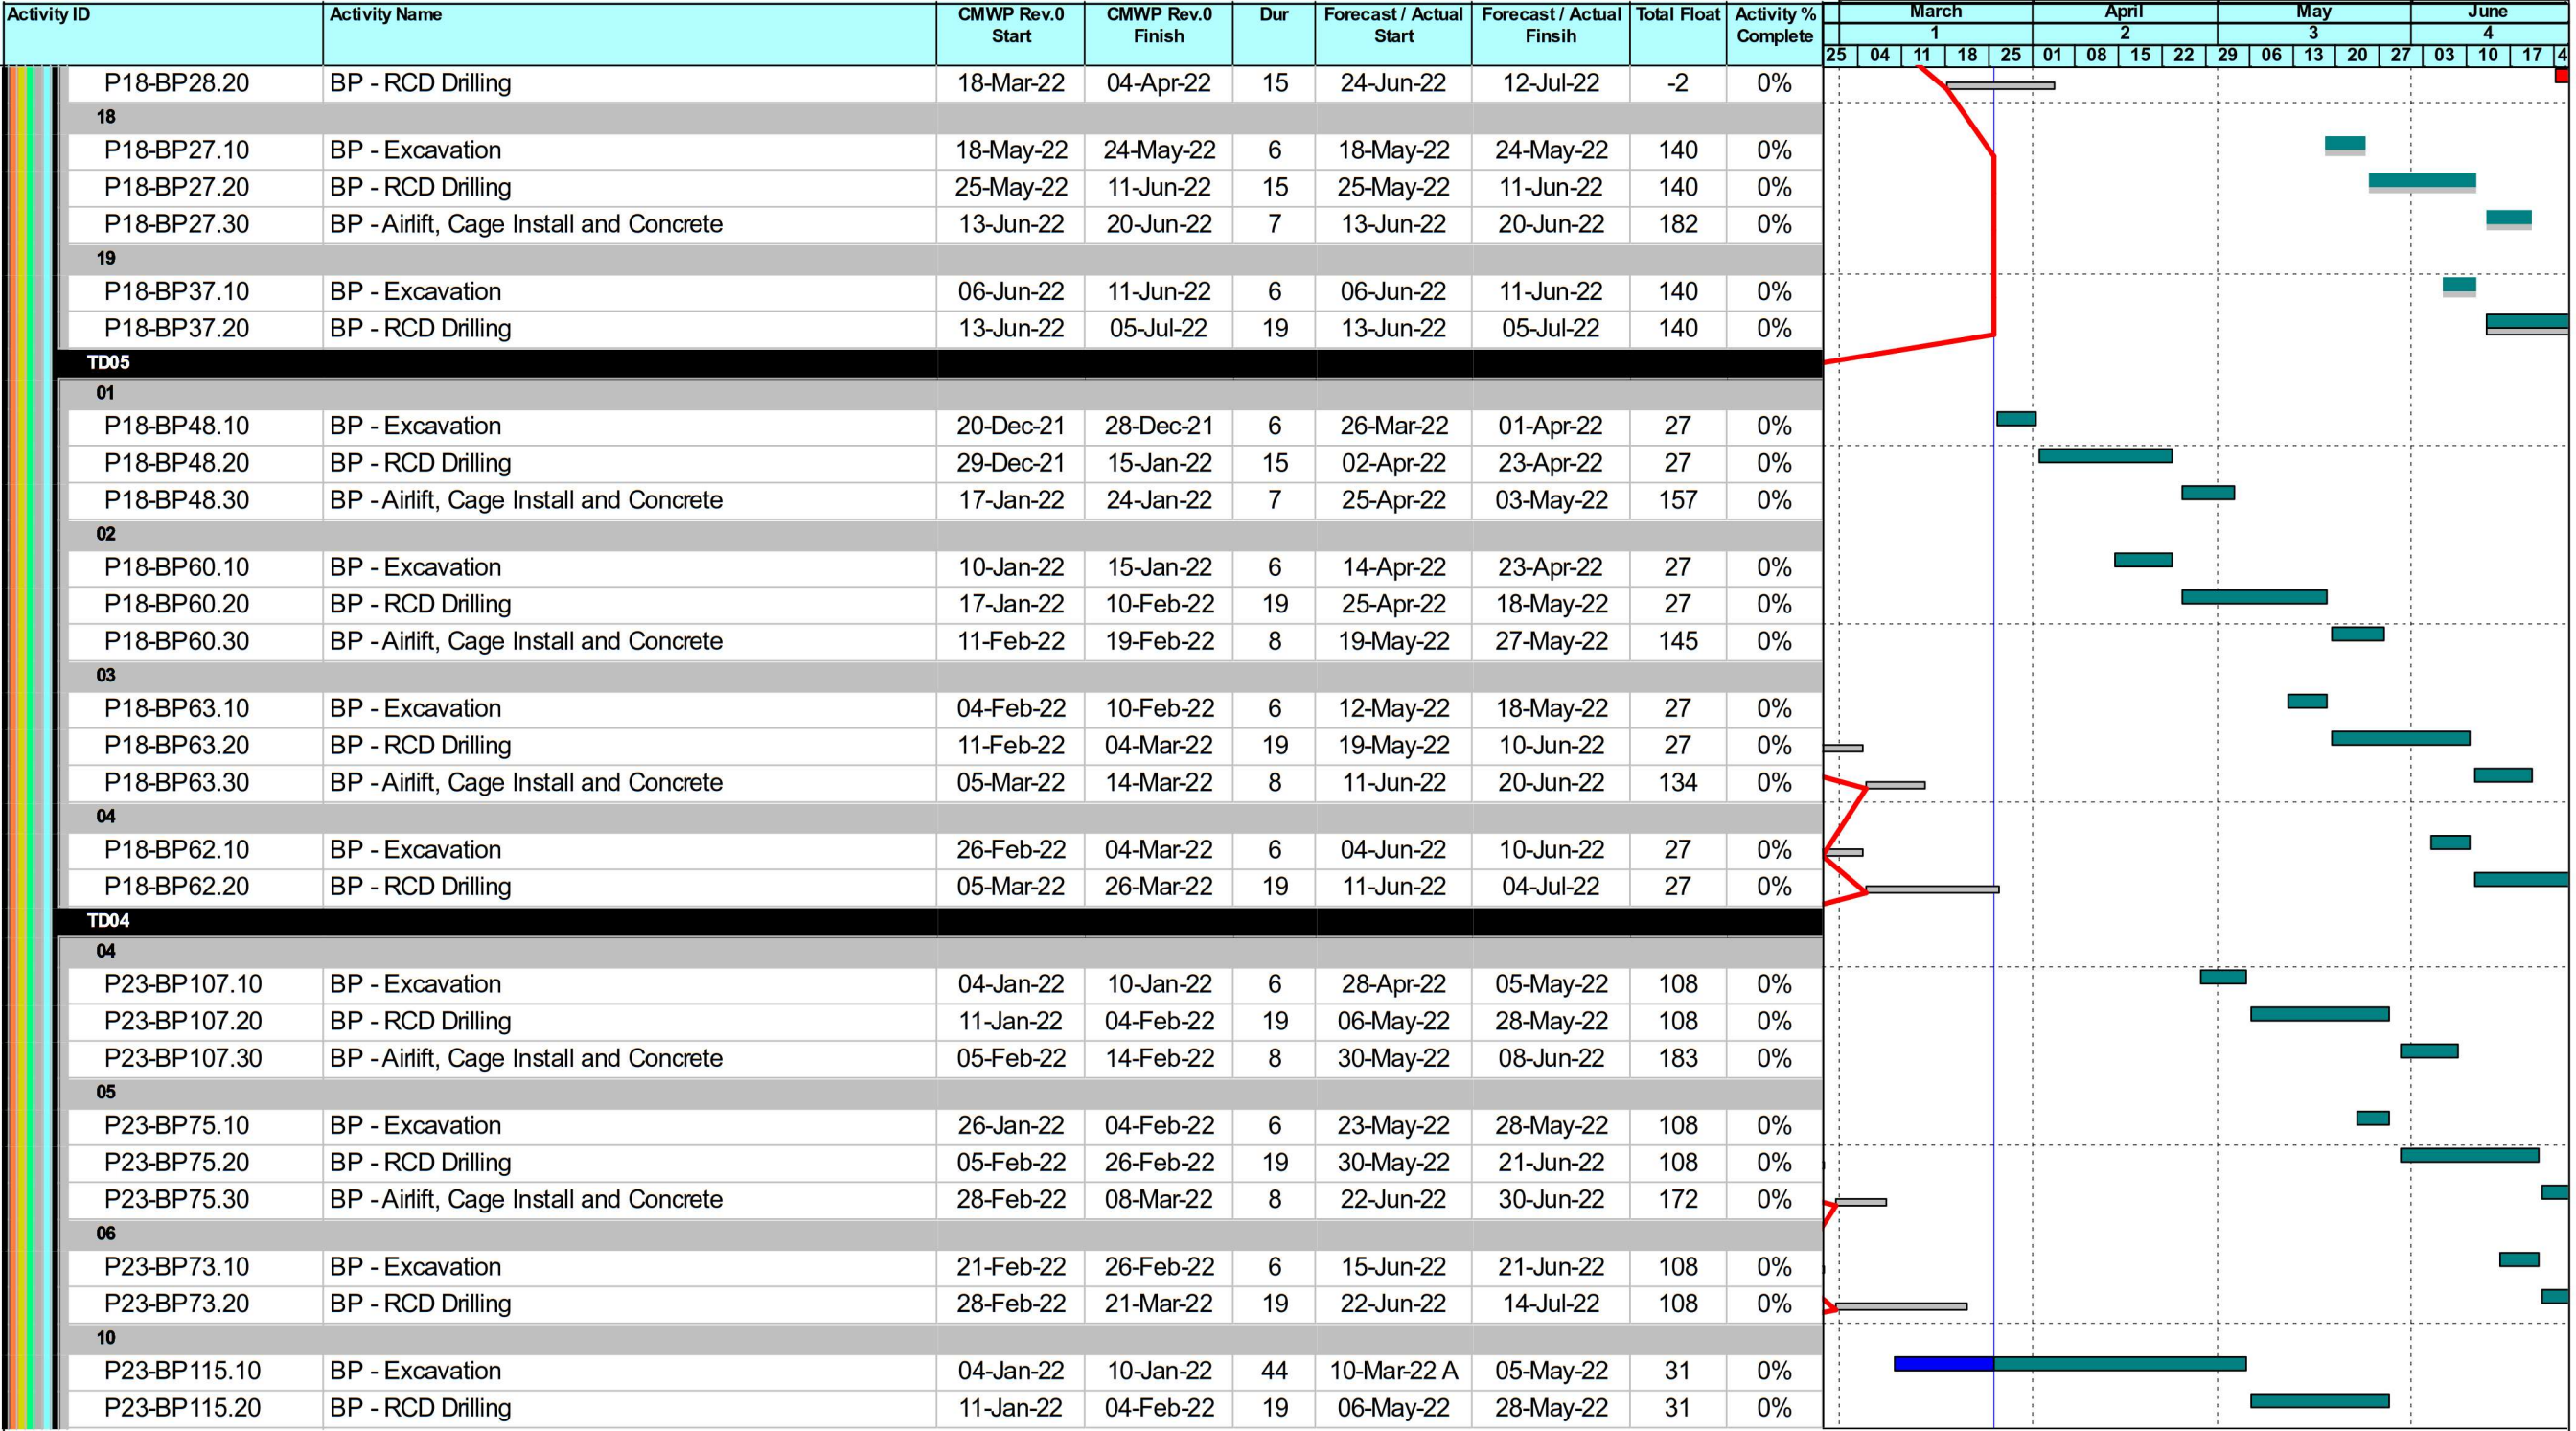 Activity ID Activity Name CMWP Rev.0 Start CMWP Rev.0 Finish Dur Forecast / Actual Start Forecast / Actual Finsih Total Float Activity % Complete
March April May June
1 2 3 4
25 04 11 18 25 01 08 15 22 29 06 13 20 27 03 10 17 4
P18-BP28.20 BP - RCD Drilling 18-Mar-22 04-Apr-22 15 24-Jun-22 12-Jul-22 -2 0%
18
P18-BP27.10 BP - Excavation 18-May-22 24-May-22 6 18-May-22 24-May-22 140 0%
P18-BP27.20 BP - RCD Drilling 25-May-22 11-Jun-22 15 25-May-22 11-Jun-22 140 0%
P18-BP27.30 BP - Airlift, Cage Install and Concrete 13-Jun-22 20-Jun-22 7 13-Jun-22 20-Jun-22 182 0%
19
P18-BP37.10 BP - Excavation 06-Jun-22 11-Jun-22 6 06-Jun-22 11-Jun-22 140 0%
P18-BP37.20 BP - RCD Drilling 13-Jun-22 05-Jul-22 19 13-Jun-22 05-Jul-22 140 0%
TD05
01
P18-BP48.10 BP - Excavation 20-Dec-21 28-Dec-21 6 26-Mar-22 01-Apr-22 27 0%
P18-BP48.20 BP - RCD Drilling 29-Dec-21 15-Jan-22 15 02-Apr-22 23-Apr-22 27 0%
P18-BP48.30 BP - Airlift, Cage Install and Concrete 17-Jan-22 24-Jan-22 7 25-Apr-22 03-May-22 157 0%
02
P18-BP60.10 BP - Excavation 10-Jan-22 15-Jan-22 6 14-Apr-22 23-Apr-22 27 0%
P18-BP60.20 BP - RCD Drilling 17-Jan-22 10-Feb-22 19 25-Apr-22 18-May-22 27 0%
P18-BP60.30 BP - Airlift, Cage Install and Concrete 11-Feb-22 19-Feb-22 8 19-May-22 27-May-22 145 0%
03
P18-BP63.10 BP - Excavation 04-Feb-22 10-Feb-22 6 12-May-22 18-May-22 27 0%
P18-BP63.20 BP - RCD Drilling 11-Feb-22 04-Mar-22 19 19-May-22 10-Jun-22 27 0%
P18-BP63.30 BP - Airlift, Cage Install and Concrete 05-Mar-22 14-Mar-22 8 11-Jun-22 20-Jun-22 134 0%
04
P18-BP62.10 BP - Excavation 26-Feb-22 04-Mar-22 6 04-Jun-22 10-Jun-22 27 0%
P18-BP62.20 BP - RCD Drilling 05-Mar-22 26-Mar-22 19 11-Jun-22 04-Jul-22 27 0%
TD04
04
P23-BP107.10 BP - Excavation 04-Jan-22 10-Jan-22 6 28-Apr-22 05-May-22 108 0%
P23-BP107.20 BP - RCD Drilling 11-Jan-22 04-Feb-22 19 06-May-22 28-May-22 108 0%
P23-BP107.30 BP - Airlift, Cage Install and Concrete 05-Feb-22 14-Feb-22 8 30-May-22 08-Jun-22 183 0%
05
P23-BP75.10 BP - Excavation 26-Jan-22 04-Feb-22 6 23-May-22 28-May-22 108 0%
P23-BP75.20 BP - RCD Drilling 05-Feb-22 26-Feb-22 19 30-May-22 21-Jun-22 108 0%
P23-BP75.30 BP - Airlift, Cage Install and Concrete 28-Feb-22 08-Mar-22 8 22-Jun-22 30-Jun-22 172 0%
06
P23-BP73.10 BP - Excavation 21-Feb-22 26-Feb-22 6 15-Jun-22 21-Jun-22 108 0%
P23-BP73.20 BP - RCD Drilling 28-Feb-22 21-Mar-22 19 22-Jun-22 14-Jul-22 108 0%
10
P23-BP115.10 BP - Excavation 04-Jan-22 10-Jan-22 44 10-Mar-22 A 05-May-22 31 0%
P23-BP115.20 BP - RCD Drilling 11-Jan-22 04-Feb-22 19 06-May-22 28-May-22 31 0%